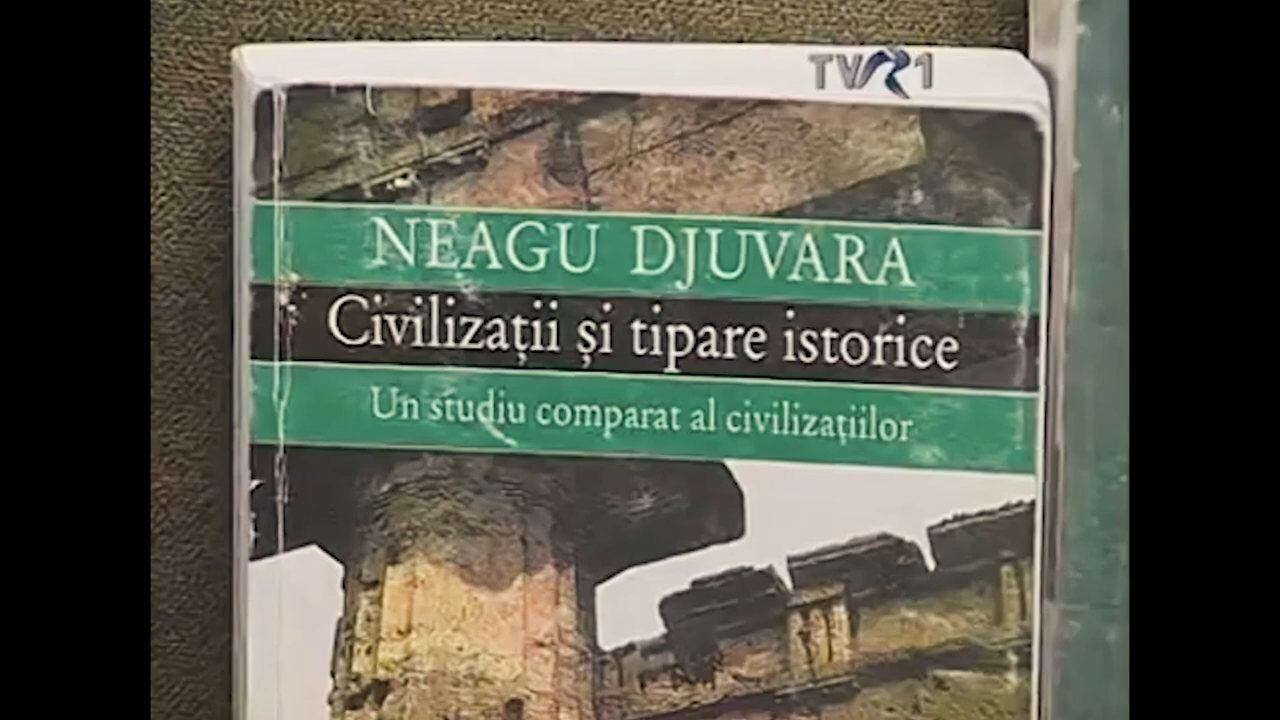 TVR1
NEAGU DJUVARA
Civilizații și tipare istorice
Un studiu comparat al civilizațiilor